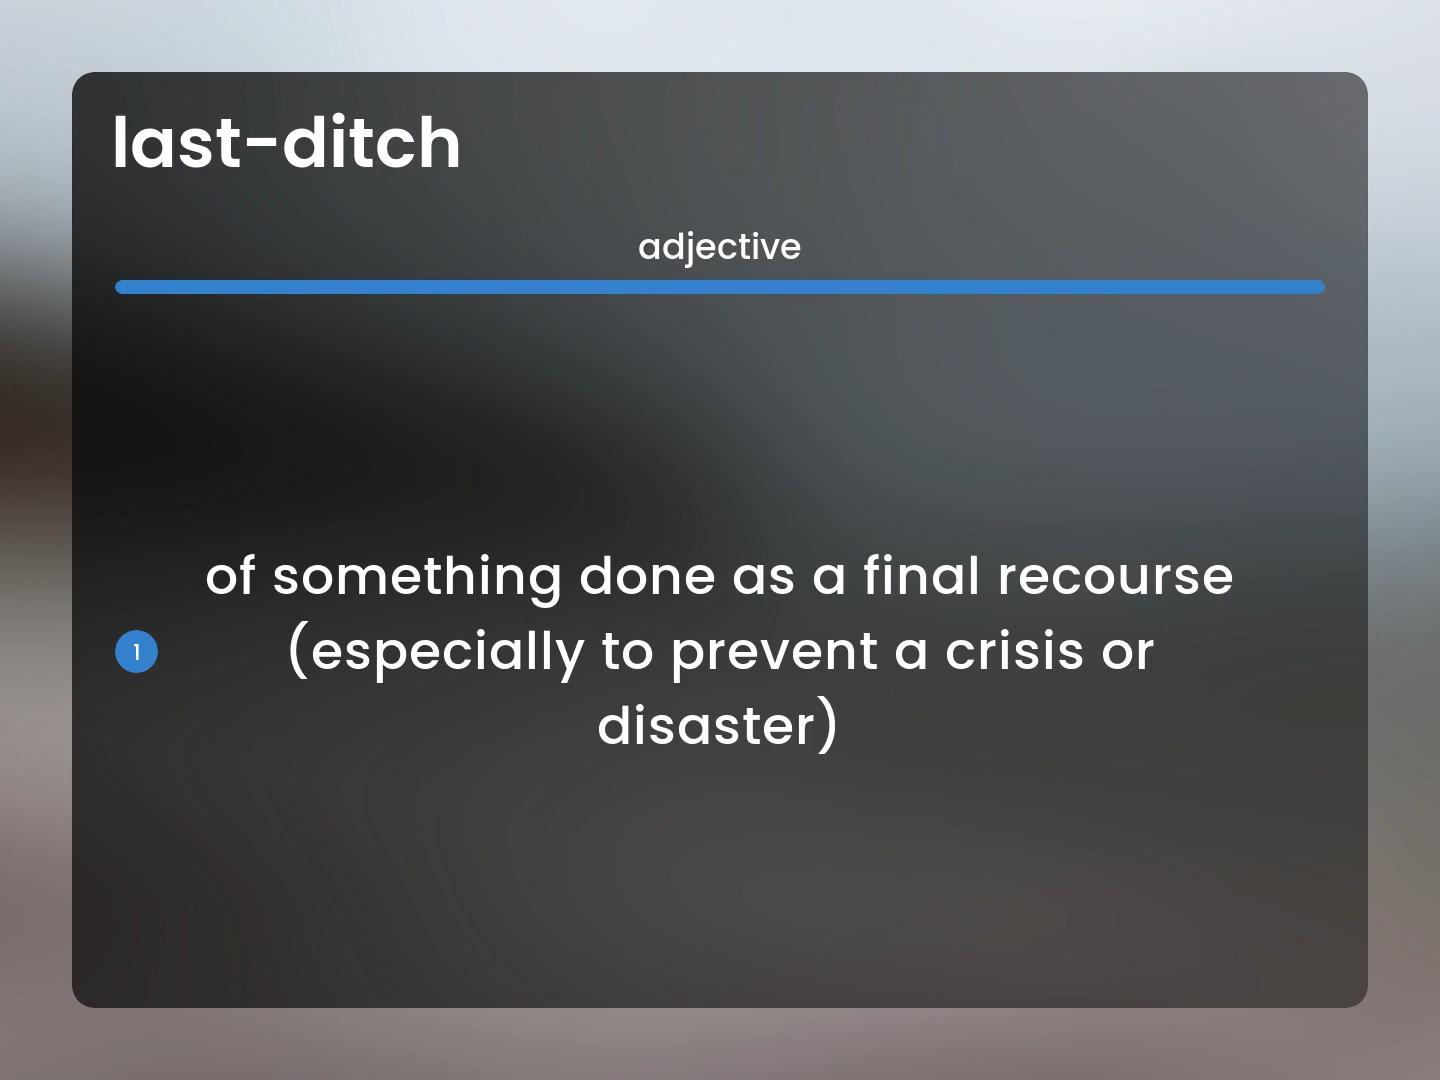 last-ditch
adjective
of something done as a final recourse
1
(especially to prevent a crisis or
disaster)